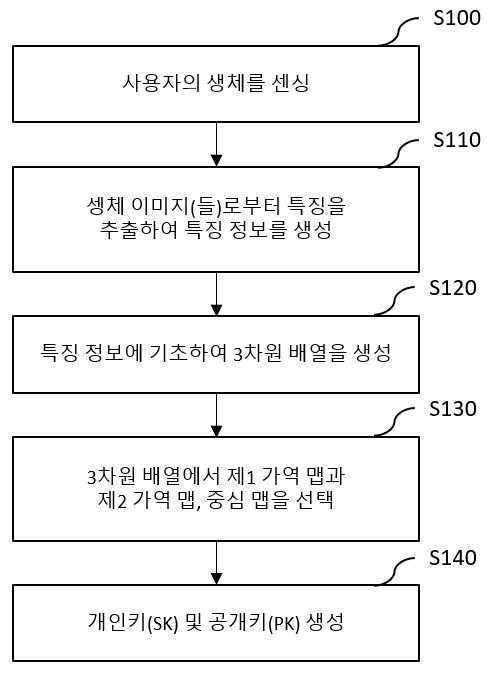 S100
사용자의 생체를 센싱
S110
셍체 이미지(들)로부터 특징을
추출하여 특징 정보를 생성
S120
특징 정보에 기초하여 3차원 배열을 생성
S130
3차원 배열에서 제1 가역 맵과
제2 가역 맵, 중심 맵을 선택
S140
개인키(SK) 및 공개키(PK) 생성